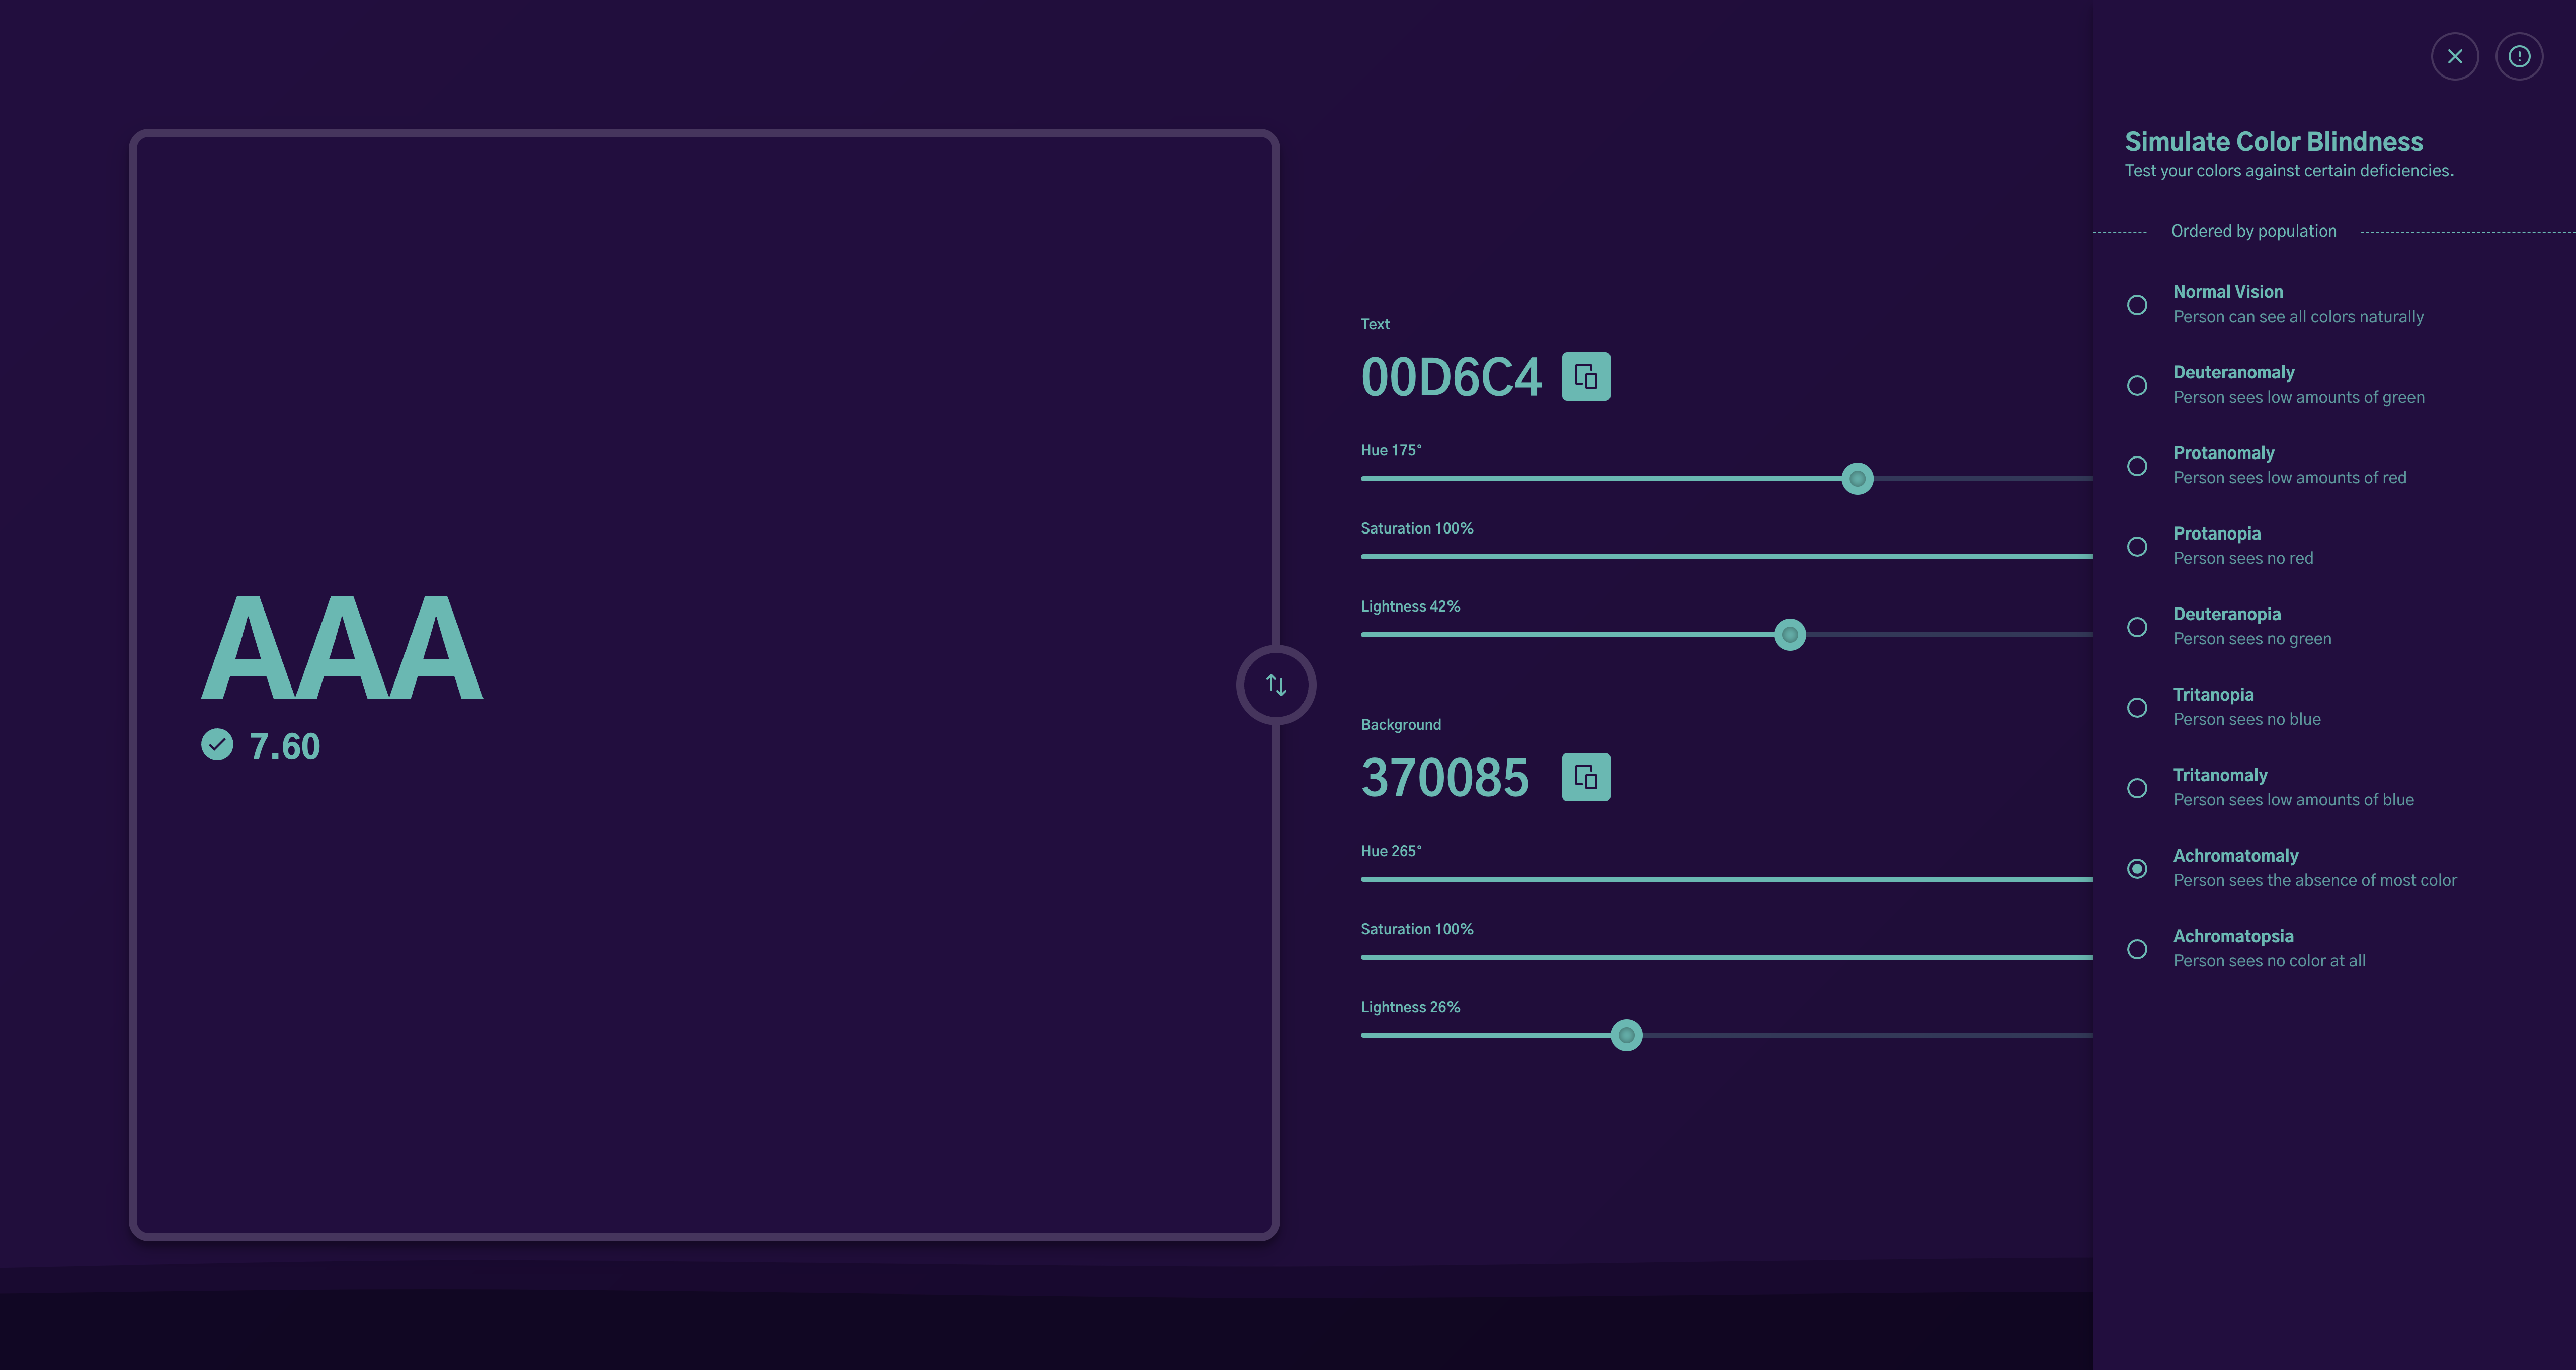 AAA
7.60
Text
00D6C4
Hue 175°
Saturation 100%
Lightness 42%
Background
370085
Hue 265°
Saturation 100%
Lightness 26%
Simulate Color Blindness
Test your colors against certain deficiencies.
Ordered by population
Normal Vision
Person can see all colors naturally
Deuteranomaly
Person sees low amounts of green
Protanomaly
Person sees low amounts of red
Protanopia
Person sees no red
Deuteranopia
Person sees no green
Tritanopia
Person sees no blue
Tritanomaly
Person sees low amounts of blue
Achromatomaly
Person sees the absence of most color
Achromatopsia
Person sees no color at all